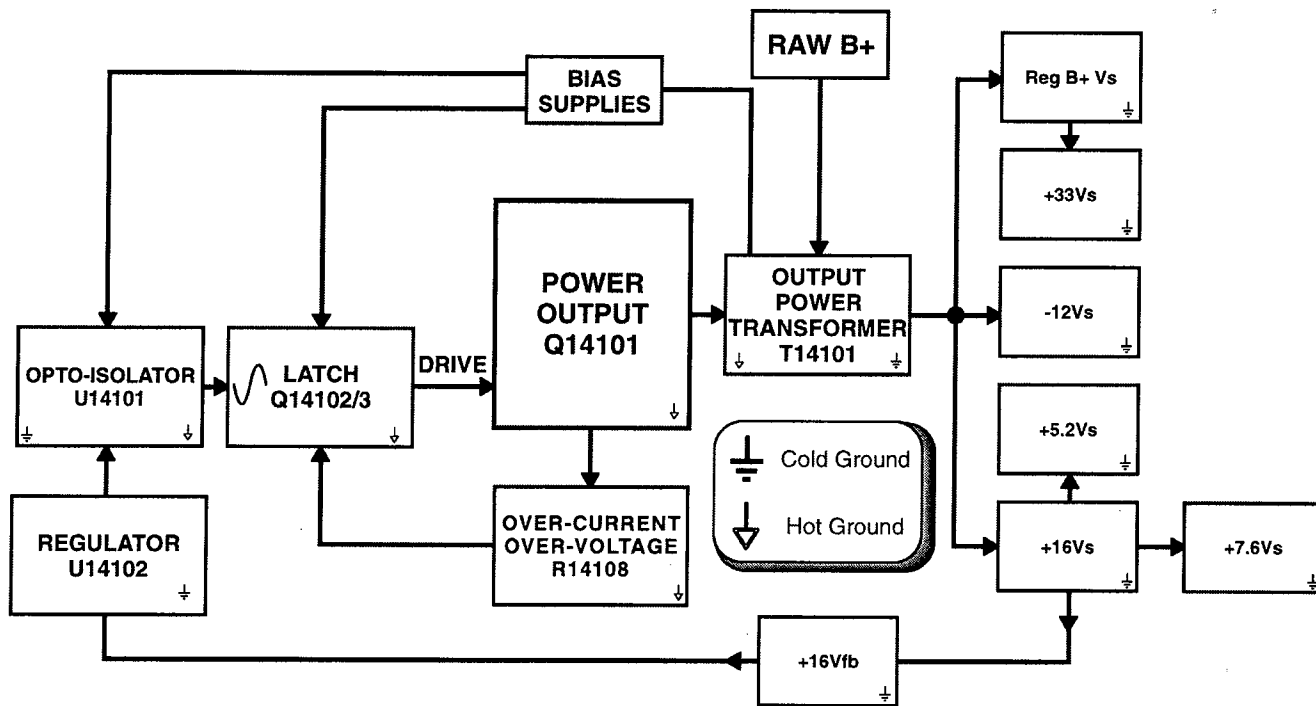 RAW B+
BIAS
SUPPLIES
Reg B+ Vs
+33Vs
OUTPUT
POWER
TRANSFORMER
T14101
-12Vs
POWER
OUTPUT
Q14101
DRIVE
OPTO-ISOLATOR
U14101
LATCH
Q14102/3
+5.2Vs
Cold Ground
Hot Ground
REGULATOR
U14102
OVER-CURRENT
OVER-VOLTAGE
R14108
+16Vs
+7.6Vs
+16Vfb